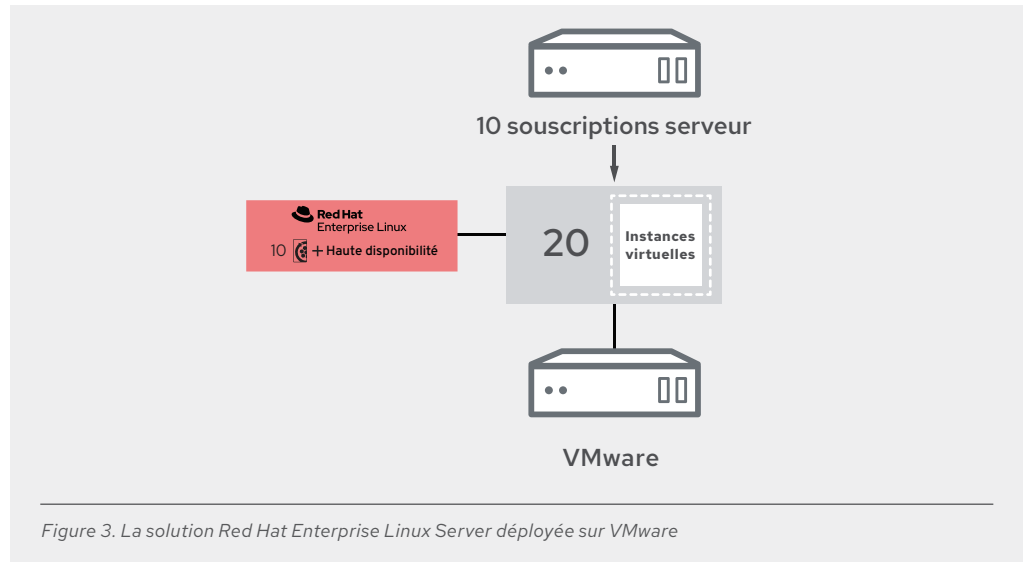 10 souscriptions serveur
Red Hat
Enterprise Linux
10 + Haute disponibilité
20
Instances
virtuelles
VMware
Figure 3. La solution Red Hat Enterprise Linux Server déployée sur VMware